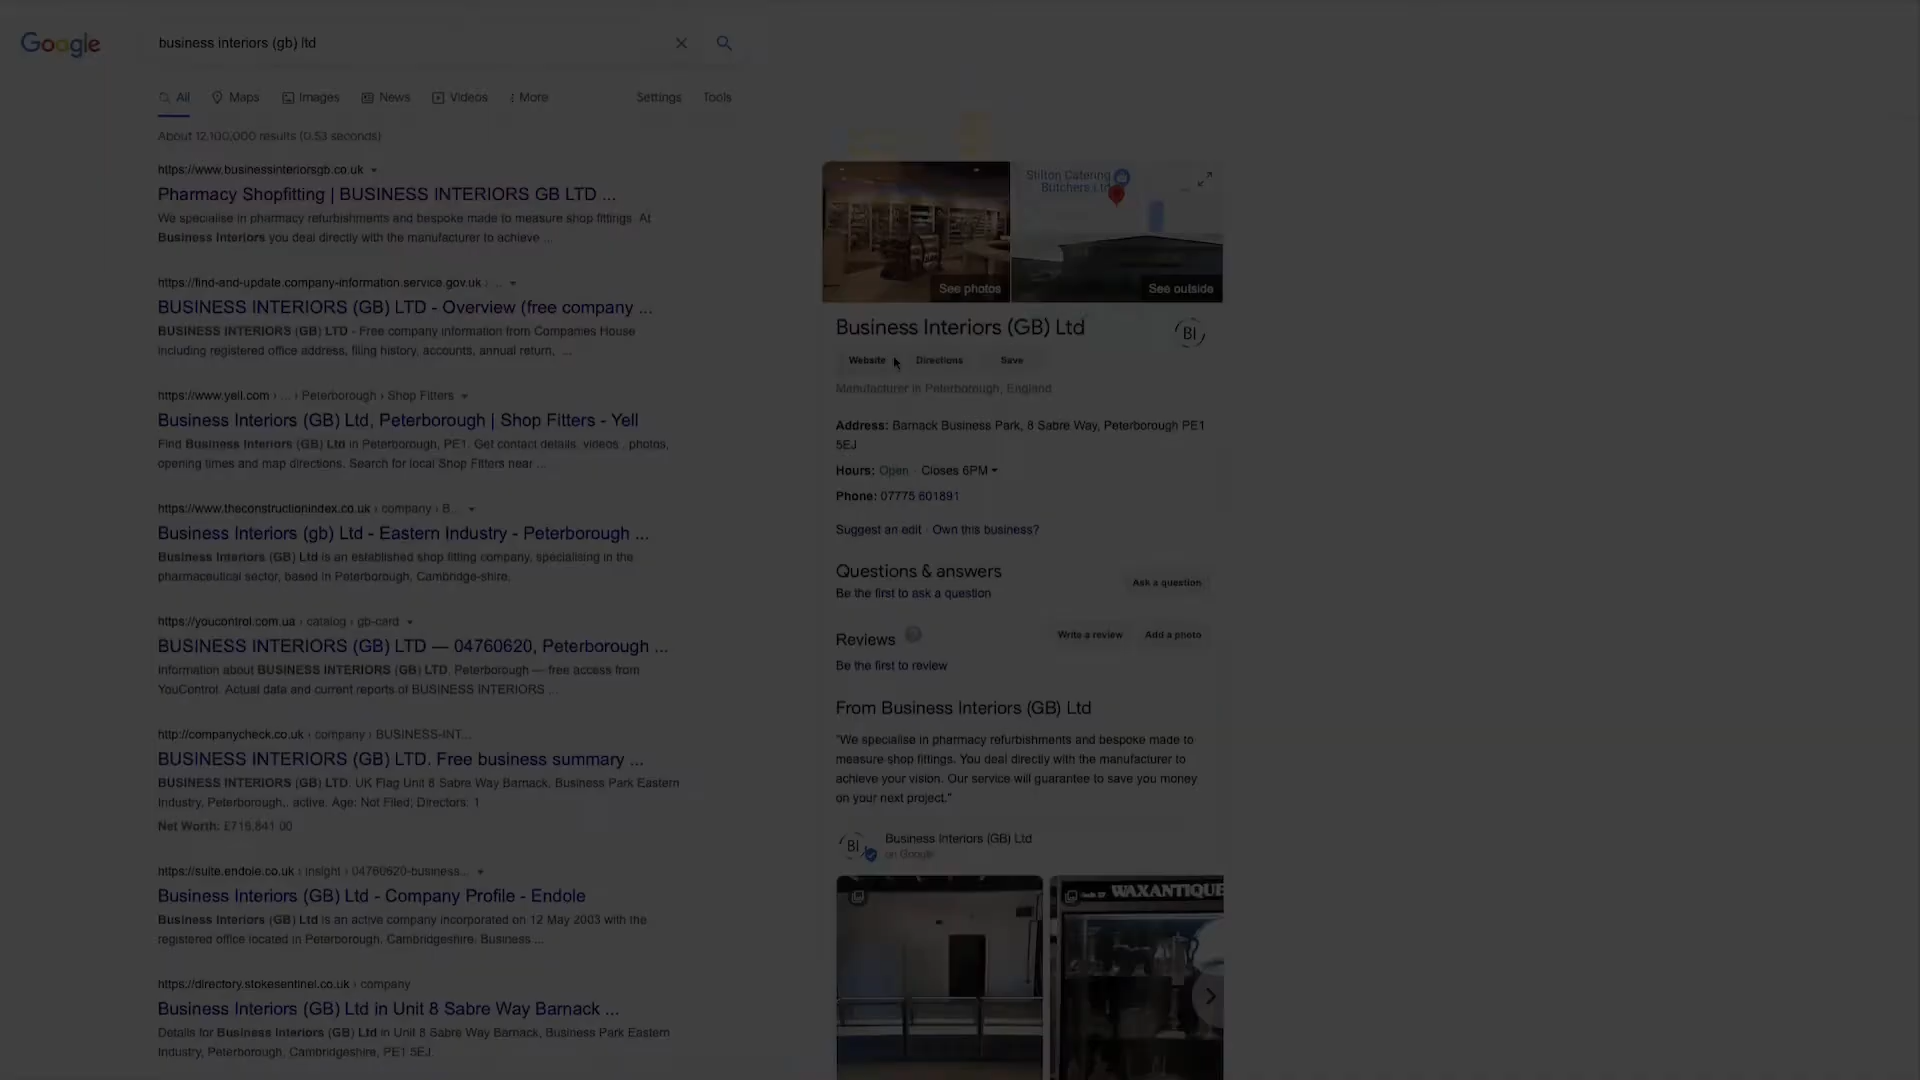 Google
business interiors (gb) ltd
All
Maps
Images
News
Videos
More
Settings
Tools
About 12,100,000 results (0.53 seconds)
https://www.businessinteriorsgb.co.uk
Pharmacy Shopfitting | BUSINESS INTERIORS GB LTD ...
We specialise in pharmacy refurbishments and bespoke made to measure shop fittings. At
Business Interiors you deal directly with the manufacturer to achieve ...
https://find-and-update.company-information.service.gov.uk › ...
BUSINESS INTERIORS (GB) LTD - Overview (free company ...
BUSINESS INTERIORS (GB) LTD - Free company information from Companies House
including registered office address, filing history, accounts, annual return, ...
https://www.yell.com › ... › Peterborough › Shop Fitters
Business Interiors (GB) Ltd, Peterborough | Shop Fitters - Yell
Find Business Interiors (GB) Ltd in Peterborough, PE1. Get contact details, videos, photos,
opening times and map directions. Search for local Shop Fitters near ...
https://www.theconstructionindex.co.uk › company › B...
Business Interiors (gb) Ltd - Eastern Industry - Peterborough ...
Business Interiors (GB) Ltd is an established shop fitting company, specialising in the
pharmaceutical sector, based in Peterborough, Cambridge-shire.
https://youcontrol.com.ua › catalog › gb-card
BUSINESS INTERIORS (GB) LTD — 04760620, Peterborough ...
Information about BUSINESS INTERIORS (GB) LTD, Peterborough — free access from
YouControl. Actual data and current reports of BUSINESS INTERIORS ...
http://companycheck.co.uk › company › BUSINESS-INT...
BUSINESS INTERIORS (GB) LTD. Free business summary ...
BUSINESS INTERIORS (GB) LTD. UK Flag Unit 8 Sabre Way Barnack, Business Park Eastern
Industry, Peterborough,, active. Age: Not Filed; Directors: 1
Net Worth: £716,841.00
https://suite.endole.co.uk › insight › 04760620-business...
Business Interiors (GB) Ltd - Company Profile - Endole
Business Interiors (GB) Ltd is an active company incorporated on 12 May 2003 with the
registered office located in Peterborough, Cambridgeshire. Business ...
https://directory.stokesentinel.co.uk › company
Business Interiors (GB) Ltd in Unit 8 Sabre Way Barnack ...
Details for Business Interiors (GB) Ltd in Unit 8 Sabre Way Barnack, Business Park Eastern
Industry, Peterborough, Cambridgeshire, PE1 5EJ.
See photos
Stilton Catering
Butchers Ltd
See outside
Business Interiors (GB) Ltd
BI
Website
Directions
Save
Manufacturer in Peterborough, England
Address: Barnack Business Park, 8 Sabre Way, Peterborough PE1
5EJ
Hours: Open · Closes 6PM
Phone: 07775 601891
Suggest an edit · Own this business?
Questions & answers
Be the first to ask a question
Ask a question
Reviews
Write a review
Add a photo
Be the first to review
From Business Interiors (GB) Ltd
"We specialise in pharmacy refurbishments and bespoke made to
measure shop fittings. You deal directly with the manufacturer to
achieve your vision. Our service will guarantee to save you money
on your next project."
BI
Business Interiors (GB) Ltd
on Google
WAXANTIQUE